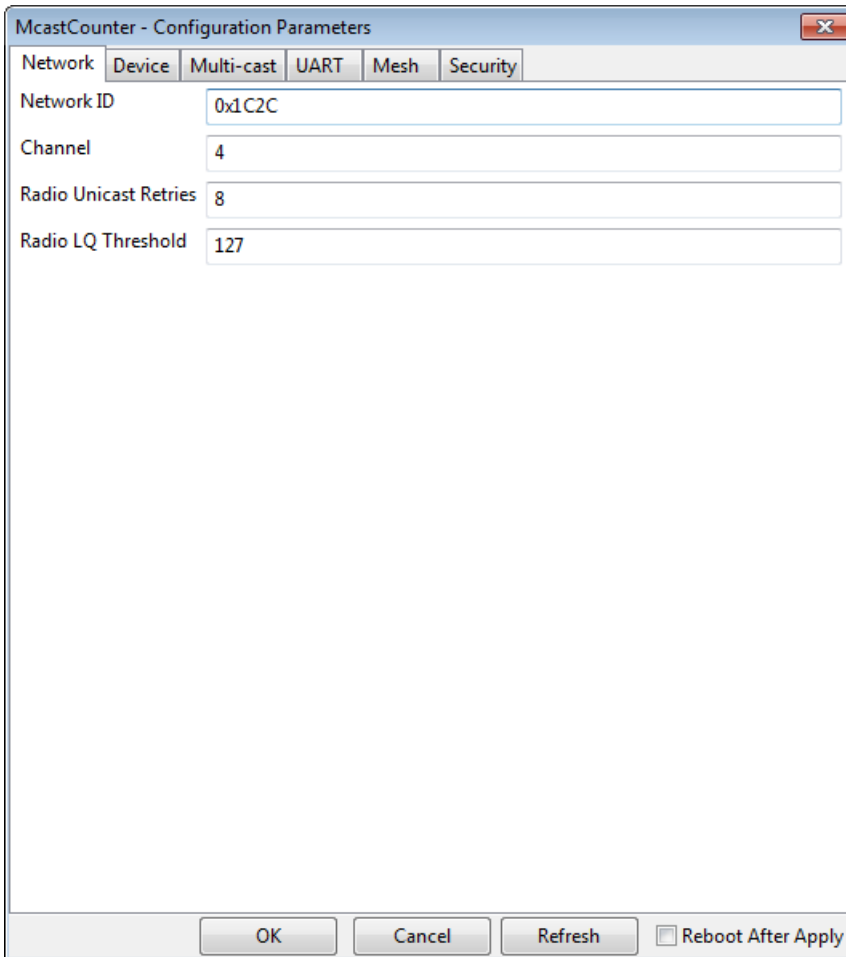 McastCounter - Configuration Parameters
Network Device Multi-cast UART Mesh Security
Network ID 0x1C2C
Channel 4
Radio Unicast Retries 8
Radio LQ Threshold 127
OK Cancel Refresh Reboot After Apply